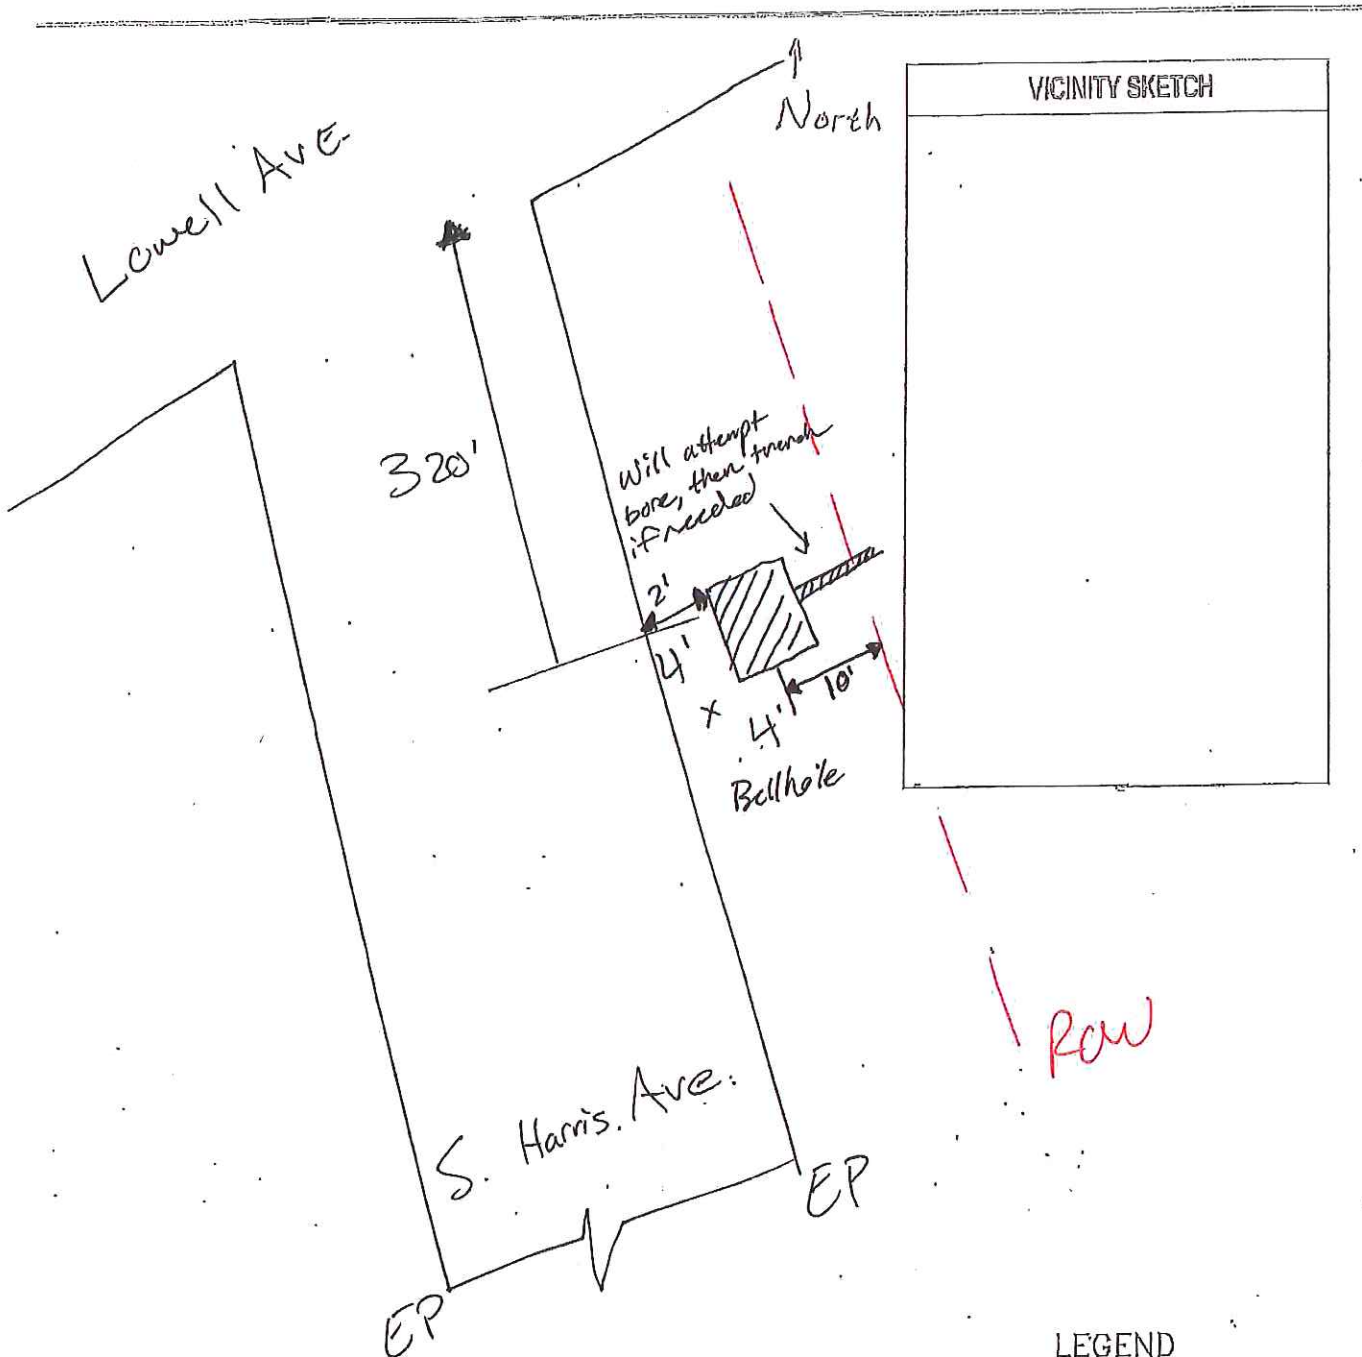 VICINITY SKETCH
North
Lowell Ave.
320'
Will attempt
bore, then trench
if needed
2'
4'
x
4'
10'
Bellhole
ROW
S. Harris. Ave.
EP
EP
LEGEND